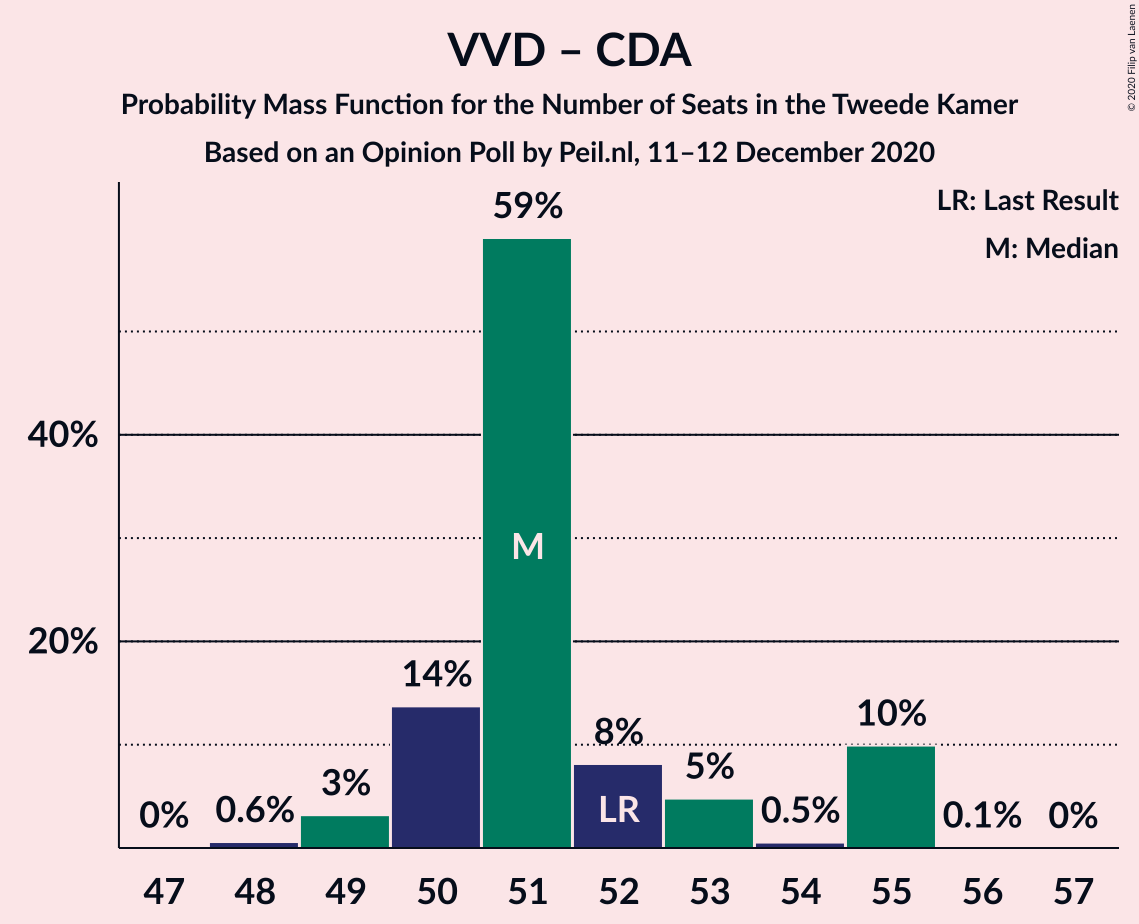 VVD – CDA
Probability Mass Function for the Number of Seats in the Tweede Kamer
Based on an Opinion Poll by Peil.nl, 11–12 December 2020
© 2020 Filip van Laenen
LR: Last Result
M: Median
59%
40%
M
20%
14%
10%
8%
5%
3%
0%
0.6%
LR
0.5%
0.1%
0%
47 48 49 50 51 52 53 54 55 56 57